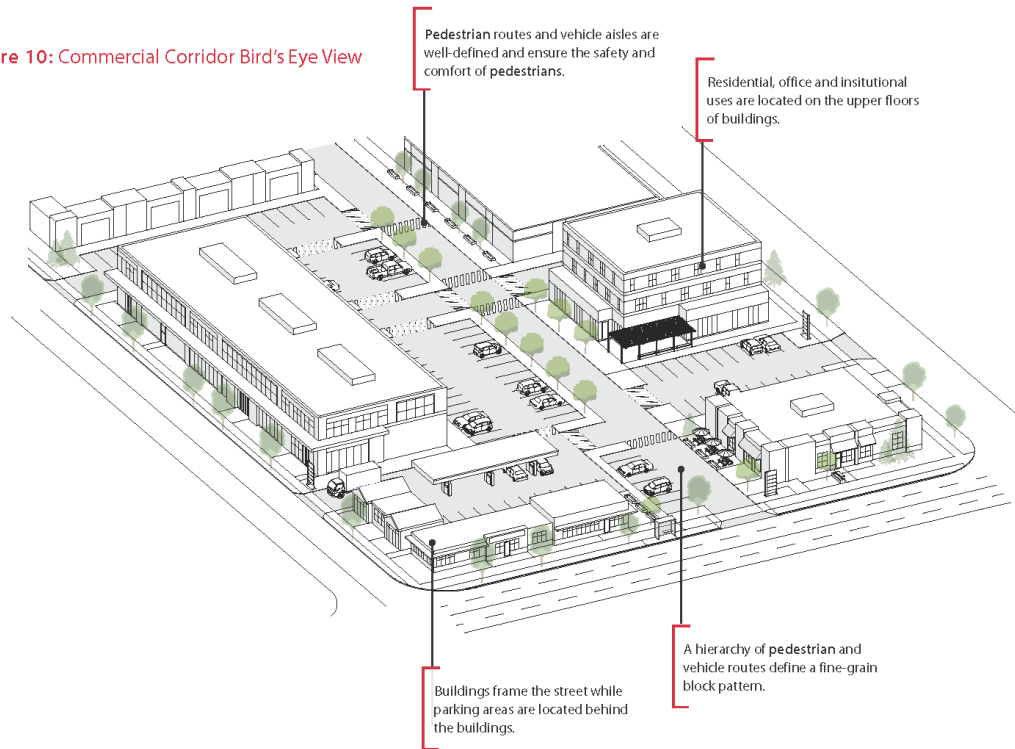 re 10: Commercial Corridor Bird's Eye View
Pedestrian routes and vehicle aisles are
well-defined and ensure the safety and
comfort of pedestrians.
Residential, office and insitutional
uses are located on the upper floors
of buildings.
A hierarchy of pedestrian and
vehicle routes define a fine-grain
block pattern.
Buildings frame the street while
parking areas are located behind
the buildings.